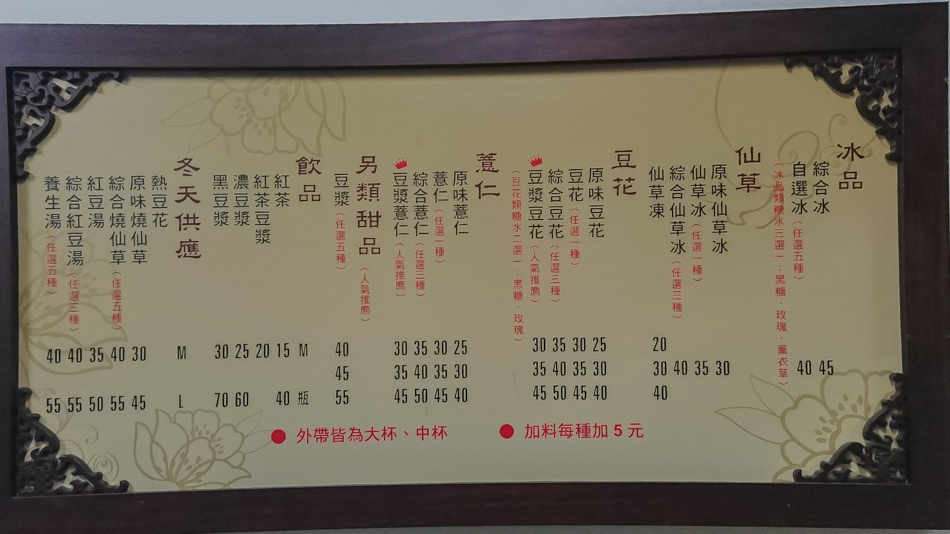 冰品
綜合冰 45
自選冰（任選五種） 40
（冰品類糖水三選一：黑糖．玫瑰．薰衣草）
仙草
原味仙草冰 30
仙草冰（任選一種） 35
綜合仙草冰（任選三種） 40
仙草凍 20 30 40
豆花
原味豆花 25 30 40
豆花（任選一種） 30 35 45
綜合豆花（任選三種） 35 40 50
豆漿豆花（人氣推薦） 30 35 45
（豆花類糖水二選一：黑糖．玫瑰）
薏仁
原味薏仁 25 30 40
薏仁（任選一種） 30 35 45
綜合薏仁（任選三種） 35 40 50
豆漿薏仁（人氣推薦） 30 35 45
另類甜品（人氣推薦）
豆漿（任選五種） 40 45 55
飲品 M 瓶
紅茶 15 40
紅茶豆漿 20
濃豆漿 25 60
黑豆漿 30 70
冬天供應 M L
熱豆花 30 45
原味燒仙草 40 55
綜合燒仙草（任選五種） 35 50
紅豆湯 40 55
綜合紅豆湯（任選三種） 40 55
養生湯（任選五種）
● 外帶皆為大杯、中杯
● 加料每種加 5 元